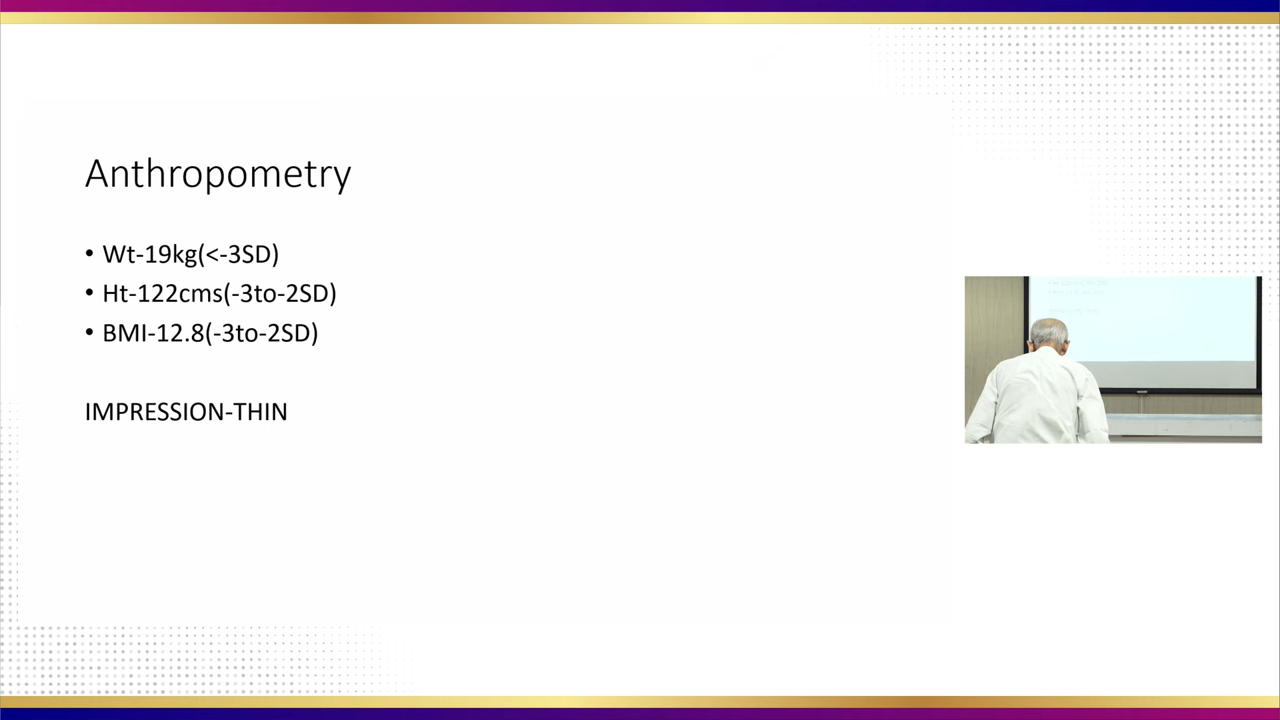 Anthropometry
• Wt-19kg(<-3SD)
• Ht-122cms(-3to-2SD)
• BMI-12.8(-3to-2SD)
IMPRESSION-THIN